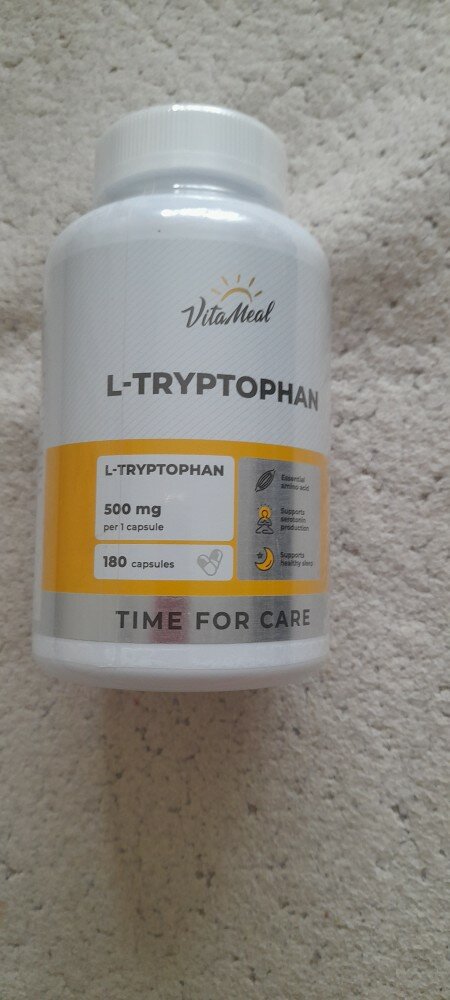 VitaMeal
L-TRYPTOPHAN
L-TRYPTOPHAN
500 mg
per 1 capsule
180 capsules
Essential
amino acid
Supports
serotonin
production
Supports
healthy sleep
TIME FOR CARE